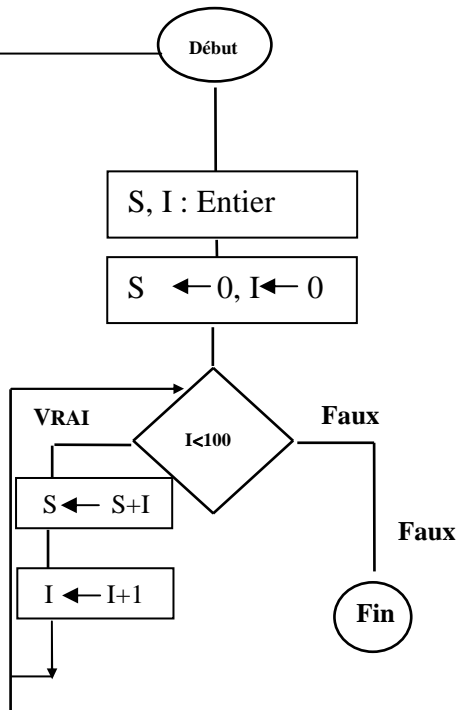 Début
S, I : Entier
S ← 0, I ← 0
VRAI
I<100
Faux
S ← S+I
Faux
I ← I+1
Fin